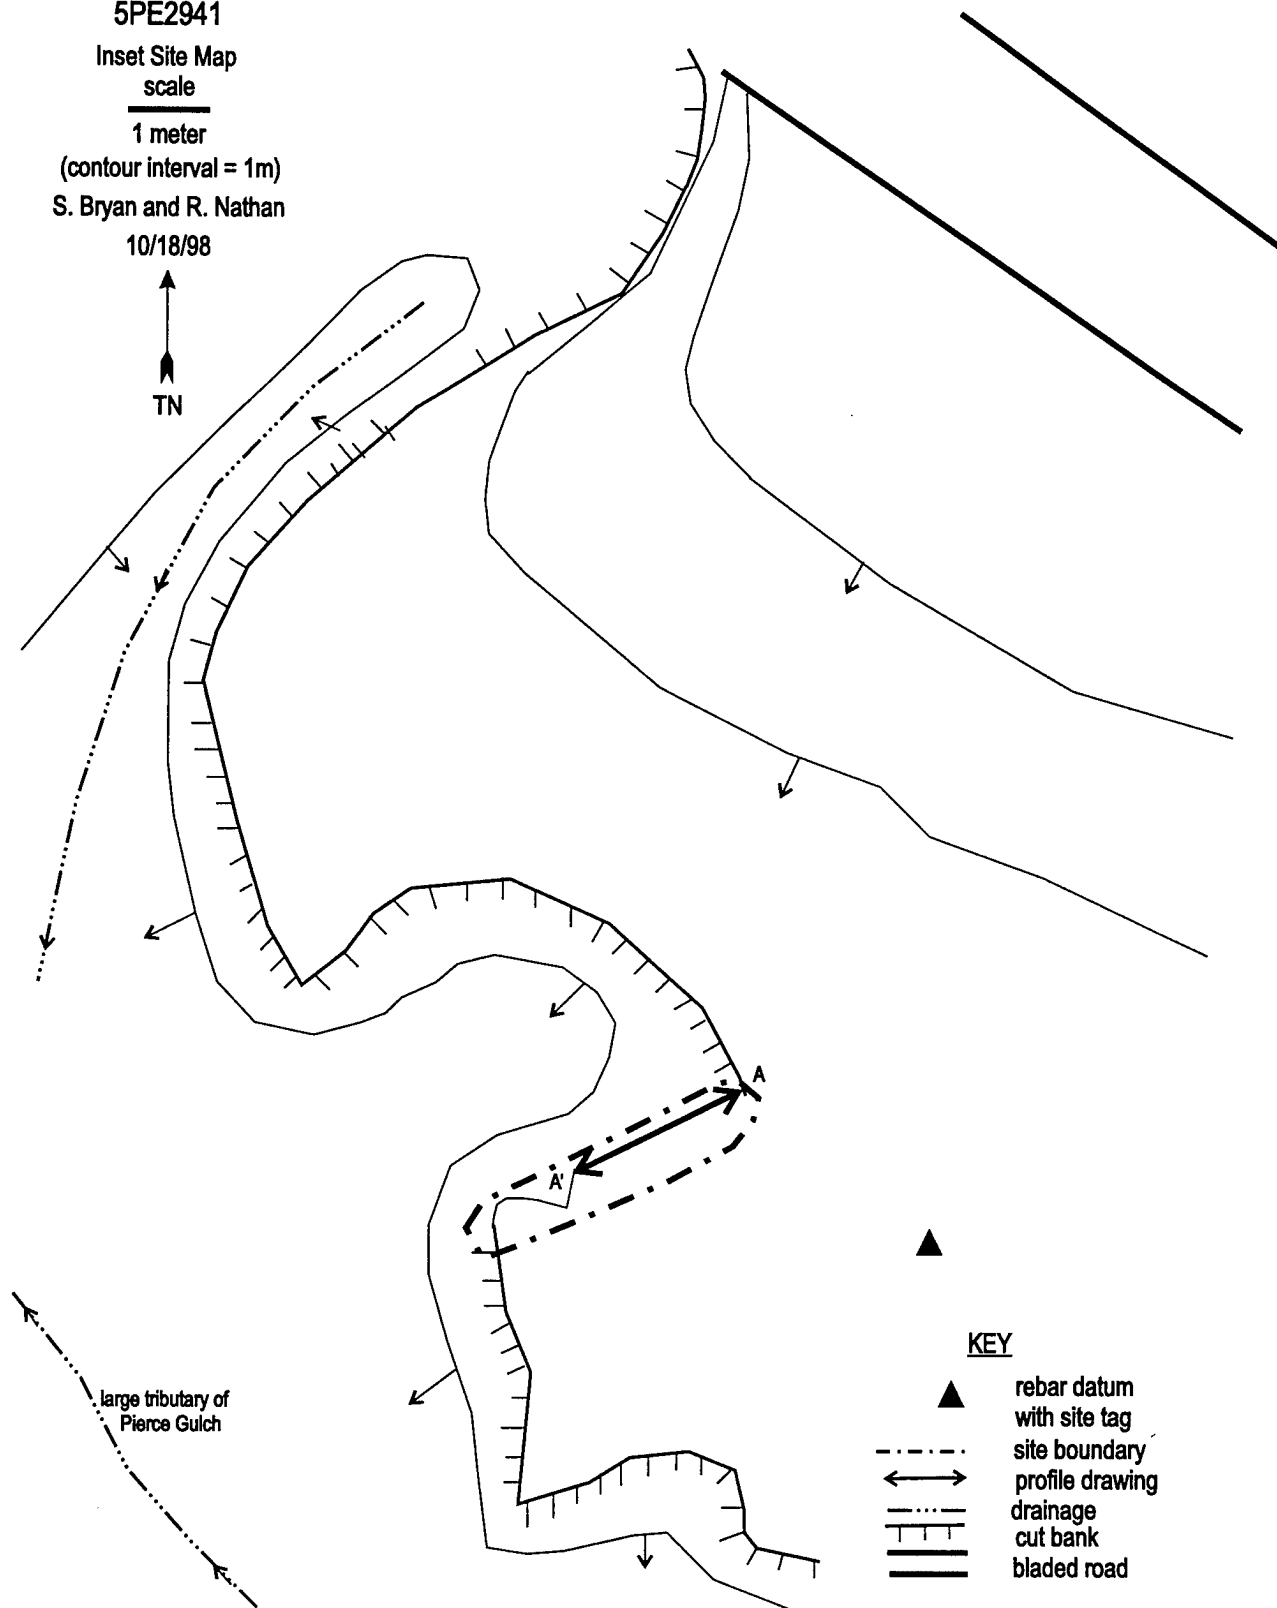 5PE2941
Inset Site Map
scale
1 meter
(contour interval = 1m)
S. Bryan and R. Nathan
10/18/98
TN
A
A'
large tributary of
Pierce Gulch
KEY
rebar datum
with site tag
site boundary
profile drawing
drainage
cut bank
bladed road